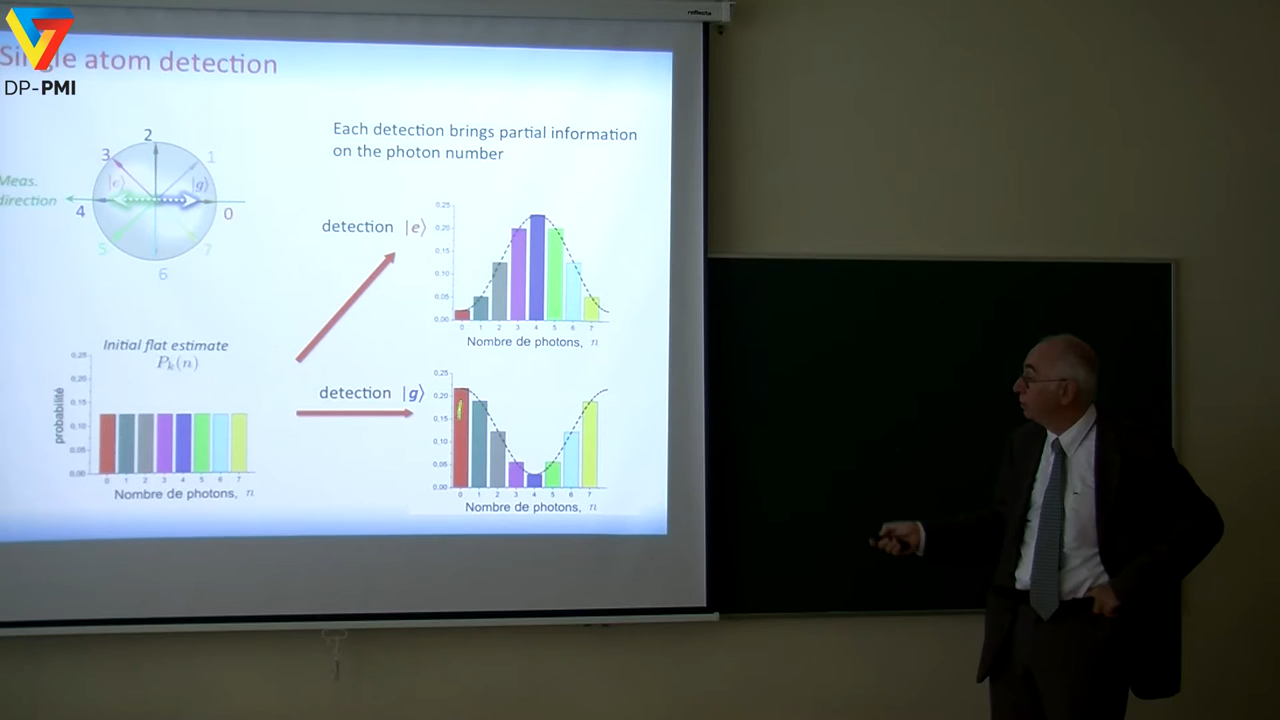 reflecta
DP-PMI
Single atom detection
Each detection brings partial information
on the photon number
2
3
1
Meas.
direction
|e⟩
|g⟩
4
0
5
7
6
detection |e⟩
0,25
0,20
0,15
0,10
0,05
0,00
0 1 2 3 4 5 6 7
Nombre de photons, n
Initial flat estimate
Pk(n)
probabilité
0,25
0,20
0,15
0,10
0,05
0,00
0 1 2 3 4 5 6 7
Nombre de photons, n
detection |g⟩
0,25
0,20
0,15
0,10
0,05
0,00
0 1 2 3 4 5 6 7
Nombre de photons, n